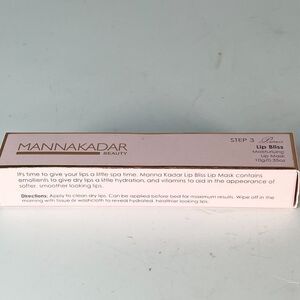 MANNAKADAR
BEAUTY
STEP 3
Lip Bliss
Moisturizing
Lip Mask
10g/0.35oz
It's time to give your lips a little spa time. Manna Kadar Lip Bliss Lip Mask contains
emollients to give dry lips a little hydration, and vitamins to aid in the appearance of
softer, smoother looking lips.
Directions: Apply to clean dry lips. Can be applied before bed for maximum results. Wipe off in the
morning with tissue or washcloth to reveal hydrated, healthier looking lips.